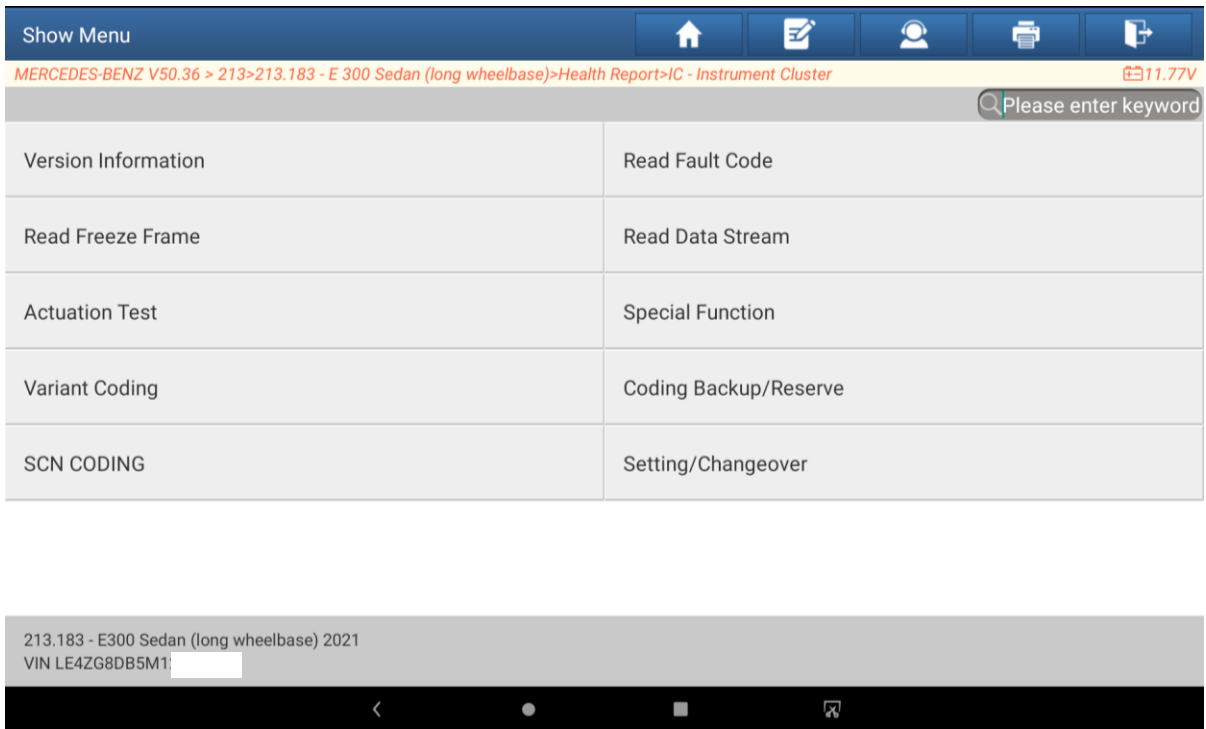 Show Menu
MERCEDES-BENZ V50.36 > 213>213.183 - E 300 Sedan (long wheelbase)>Health Report>IC - Instrument Cluster 11.77V
Please enter keyword
Version Information Read Fault Code
Read Freeze Frame Read Data Stream
Actuation Test Special Function
Variant Coding Coding Backup/Reserve
SCN CODING Setting/Changeover
213.183 - E300 Sedan (long wheelbase) 2021
VIN LE4ZG8DB5M1